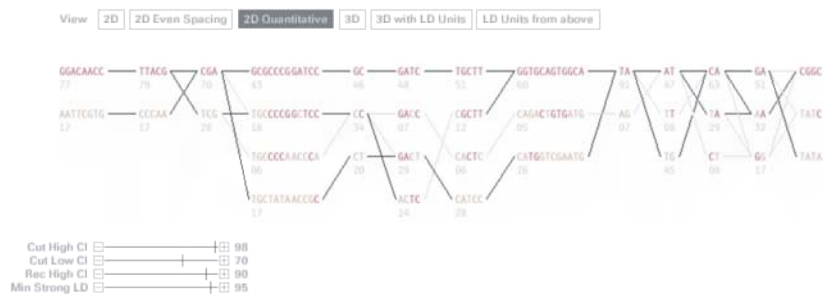 View 2D 2D Even Spacing 2D Quantitative 3D 3D with LD Units LD Units from above
GGACAACC TTACG CGA GCGCCCGGATCC GC GATC TGCTT GGTGCAGTGGCA TA AT CA GA CGGC
77 79 70 43 46 48 51 60 91 47 63 51
AATTCGTG CCCAA TCG TGCCCCGGCTCC CC GACC CGCTT CAGACTGTGATG AG TT TA AA TATC
17 17 28 18 34 07 12 05 07 08 29 32
TGCCCCAACCCA CT GACT CACTC CATGGTCGAATG TG CT GG TATA
06 20 29 06 26 45 08 17
TGCTATAACCGC ACTC CATCC
17 14 28
Cut High CI 98
Cut Low CI 70
Rec High CI 90
Min Strong LD 95